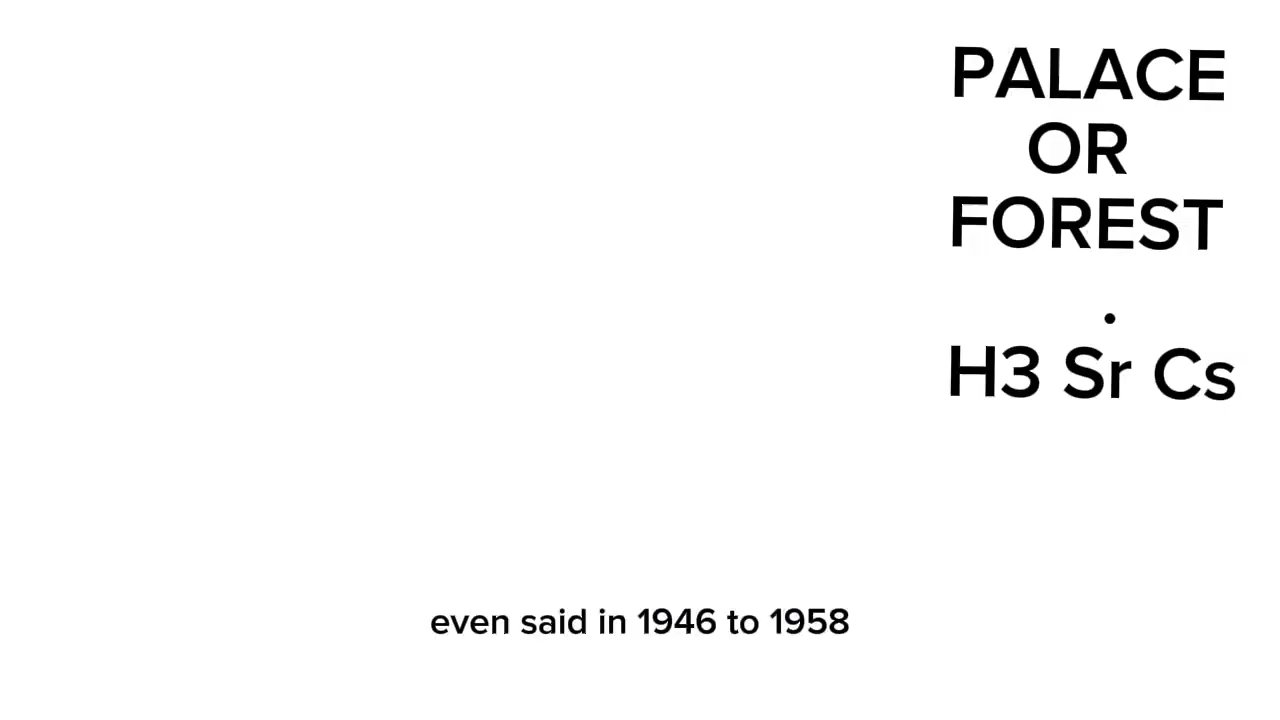 PALACE
OR
FOREST
.
H3 Sr Cs
even said in 1946 to 1958